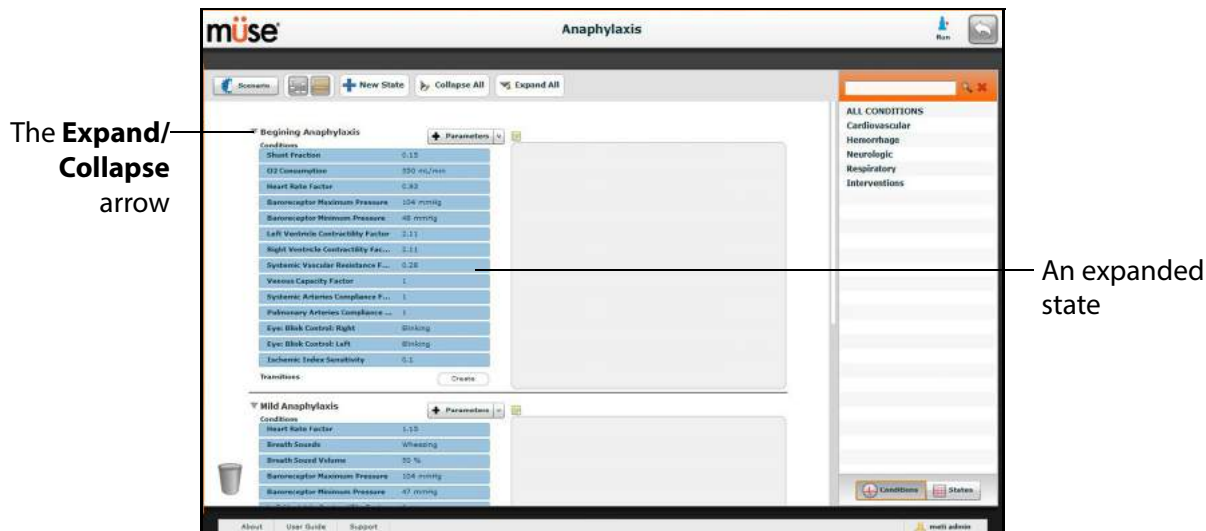 müse
Anaphylaxis
Run
Scenario
New State
Collapse All
Expand All
The Expand/
Collapse
arrow
Begining Anaphylaxis
Parameters
Conditions
Shunt Fraction 0.15
O2 Consumption 350 mL/min
Heart Rate Factor
Baroreceptor Maximum Pressure 104 mmHg
Baroreceptor Minimum Pressure 48 mmHg
Left Ventricle Contractility Factor
Right Ventricle Contractility Fac...
Systemic Vascular Resistance F... 0.28
Venous Capacity Factor 1
Systemic Arteries Compliance F... 1
Pulmonary Arteries Compliance ... 1
Eye: Blink Control: Right Blinking
Eye: Blink Control: Left Blinking
Ischemic Index Sensitivity 0.1
Transitions Create
Mild Anaphylaxis
Parameters
Conditions
Heart Rate Factor 1.15
Breath Sounds Wheezing
Breath Sound Volume 50 %
Baroreceptor Maximum Pressure 104 mmHg
Baroreceptor Minimum Pressure 47 mmHg
ALL CONDITIONS
Cardiovascular
Hemorrhage
Neurologic
Respiratory
Interventions
An expanded
state
Conditions
States
About User Guide Support
meti admin